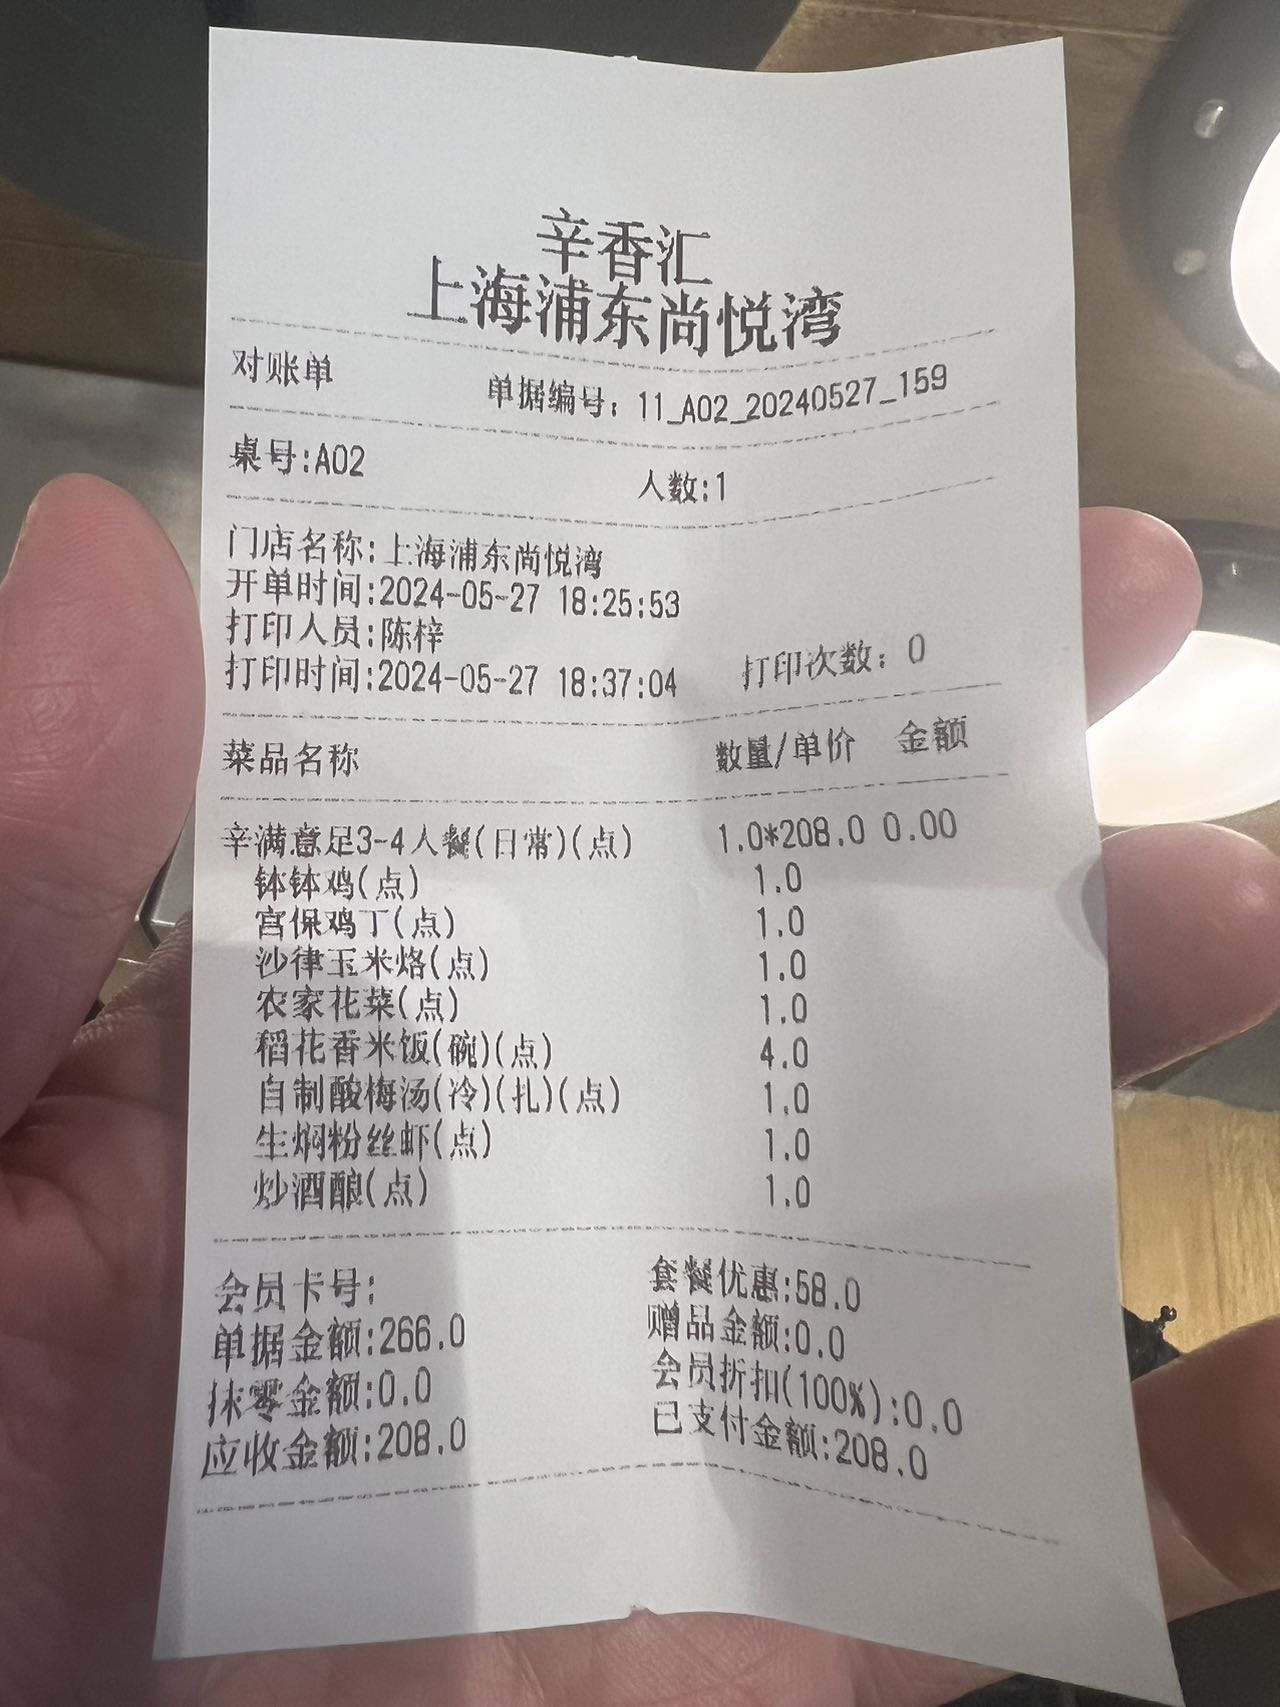 辛香汇
上海浦东尚悦湾
对账单 单据编号: 11_A02_20240527_159
桌号:A02 人数:1
门店名称:上海浦东尚悦湾
开单时间:2024-05-27 18:25:53
打印人员:陈梓
打印时间:2024-05-27 18:37:04 打印次数: 0
菜品名称 数量/单价 金额
辛满意足3-4人餐(日常)(点) 1.0*208.0 0.00
钵钵鸡(点) 1.0
宫保鸡丁(点) 1.0
沙律玉米烙(点) 1.0
农家花菜(点) 1.0
稻花香米饭(碗)(点) 4.0
自制酸梅汤(冷)(扎)(点) 1.0
生焖粉丝虾(点) 1.0
炒酒酿(点) 1.0
会员卡号: 套餐优惠:58.0
单据金额:266.0 赠品金额:0.0
抹零金额:0.0 会员折扣(100%):0.0
应收金额:208.0 已支付金额:208.0